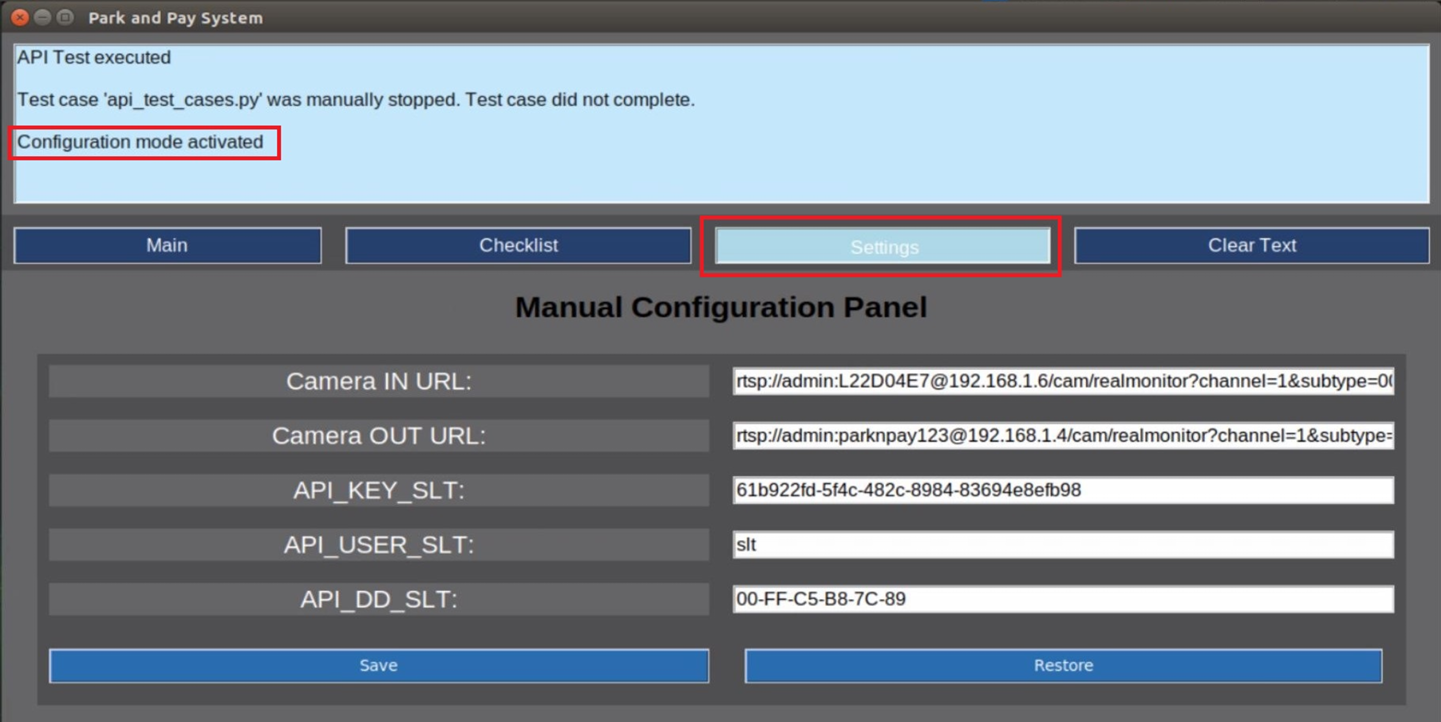 Park and Pay System
API Test executed
Test case 'api_test_cases.py' was manually stopped. Test case did not complete.
Configuration mode activated
Main
Checklist
Settings
Clear Text
Manual Configuration Panel
Camera IN URL:
rtsp://admin:L22D04E7@192.168.1.6/cam/realmonitor?channel=1&subtype=00
Camera OUT URL:
rtsp://admin:parknpay123@192.168.1.4/cam/realmonitor?channel=1&subtype=
API_KEY_SLT:
61b922fd-5f4c-482c-8984-83694e8efb98
API_USER_SLT:
slt
API_DD_SLT:
00-FF-C5-B8-7C-89
Save
Restore